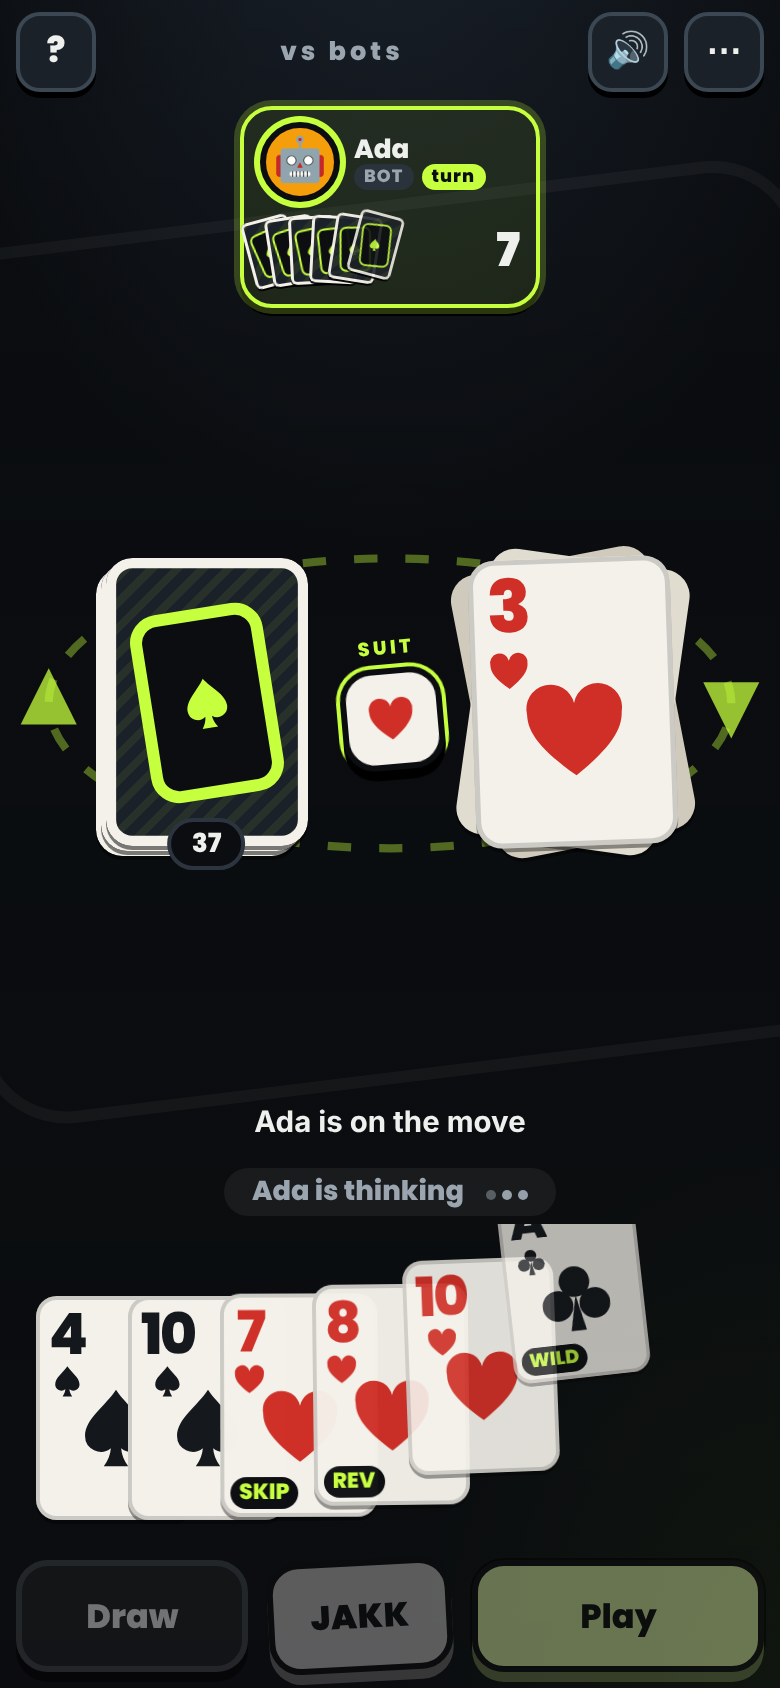 ?
vs bots
...
Ada
BOT turn
7
3
SUIT
37
Ada is on the move
Ada is thinking
A
WILD
4
10
7
SKIP
8
REV
10
Draw
JAKK
Play